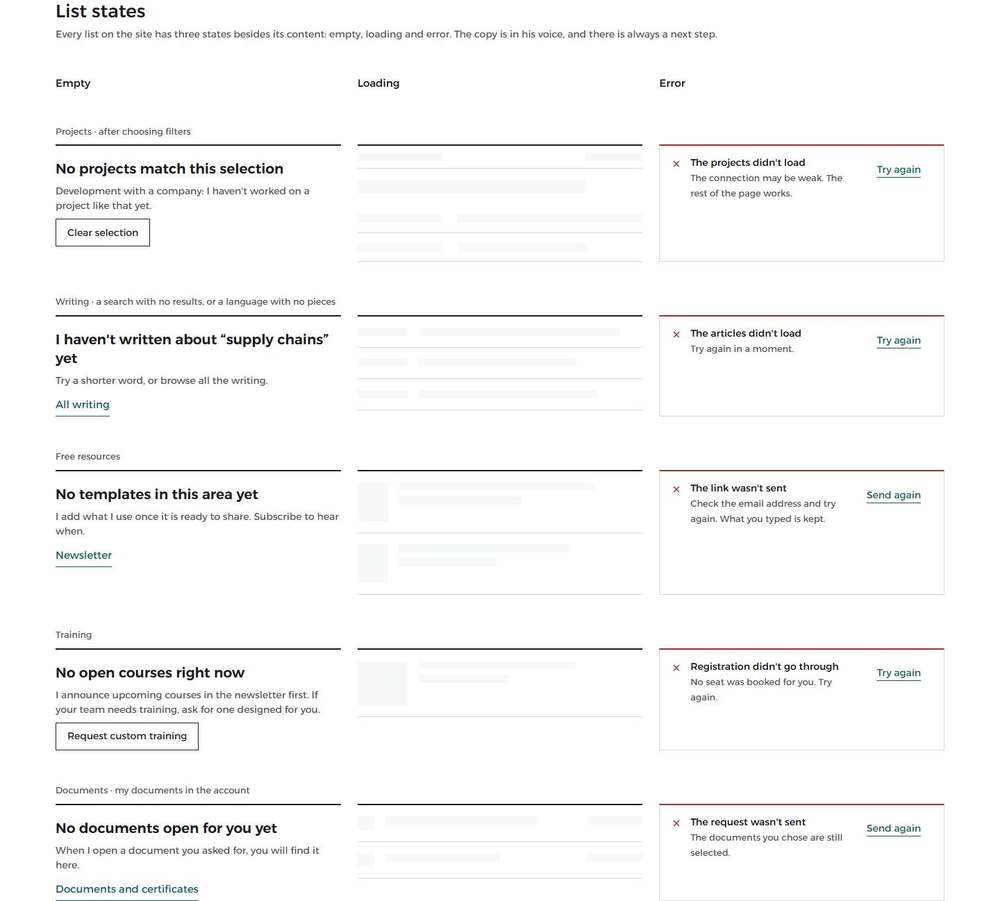 List states
Every list on the site has three states besides its content: empty, loading and error. The copy is in his voice, and there is always a next step.
Empty
Loading
Error
Projects · after choosing filters
No projects match this selection
Development with a company: I haven't worked on a
project like that yet.
Clear selection
× The projects didn't load
The connection may be weak. The
rest of the page works.
Try again
Writing · a search with no results, or a language with no pieces
I haven't written about “supply chains”
yet
Try a shorter word, or browse all the writing.
All writing
× The articles didn't load
Try again in a moment.
Try again
Free resources
No templates in this area yet
I add what I use once it is ready to share. Subscribe to hear
when.
Newsletter
× The link wasn't sent
Check the email address and try
again. What you typed is kept.
Send again
Training
No open courses right now
I announce upcoming courses in the newsletter first. If
your team needs training, ask for one designed for you.
Request custom training
× Registration didn't go through
No seat was booked for you. Try
again.
Try again
Documents · my documents in the account
No documents open for you yet
When I open a document you asked for, you will find it
here.
Documents and certificates
× The request wasn't sent
The documents you chose are still
selected.
Send again